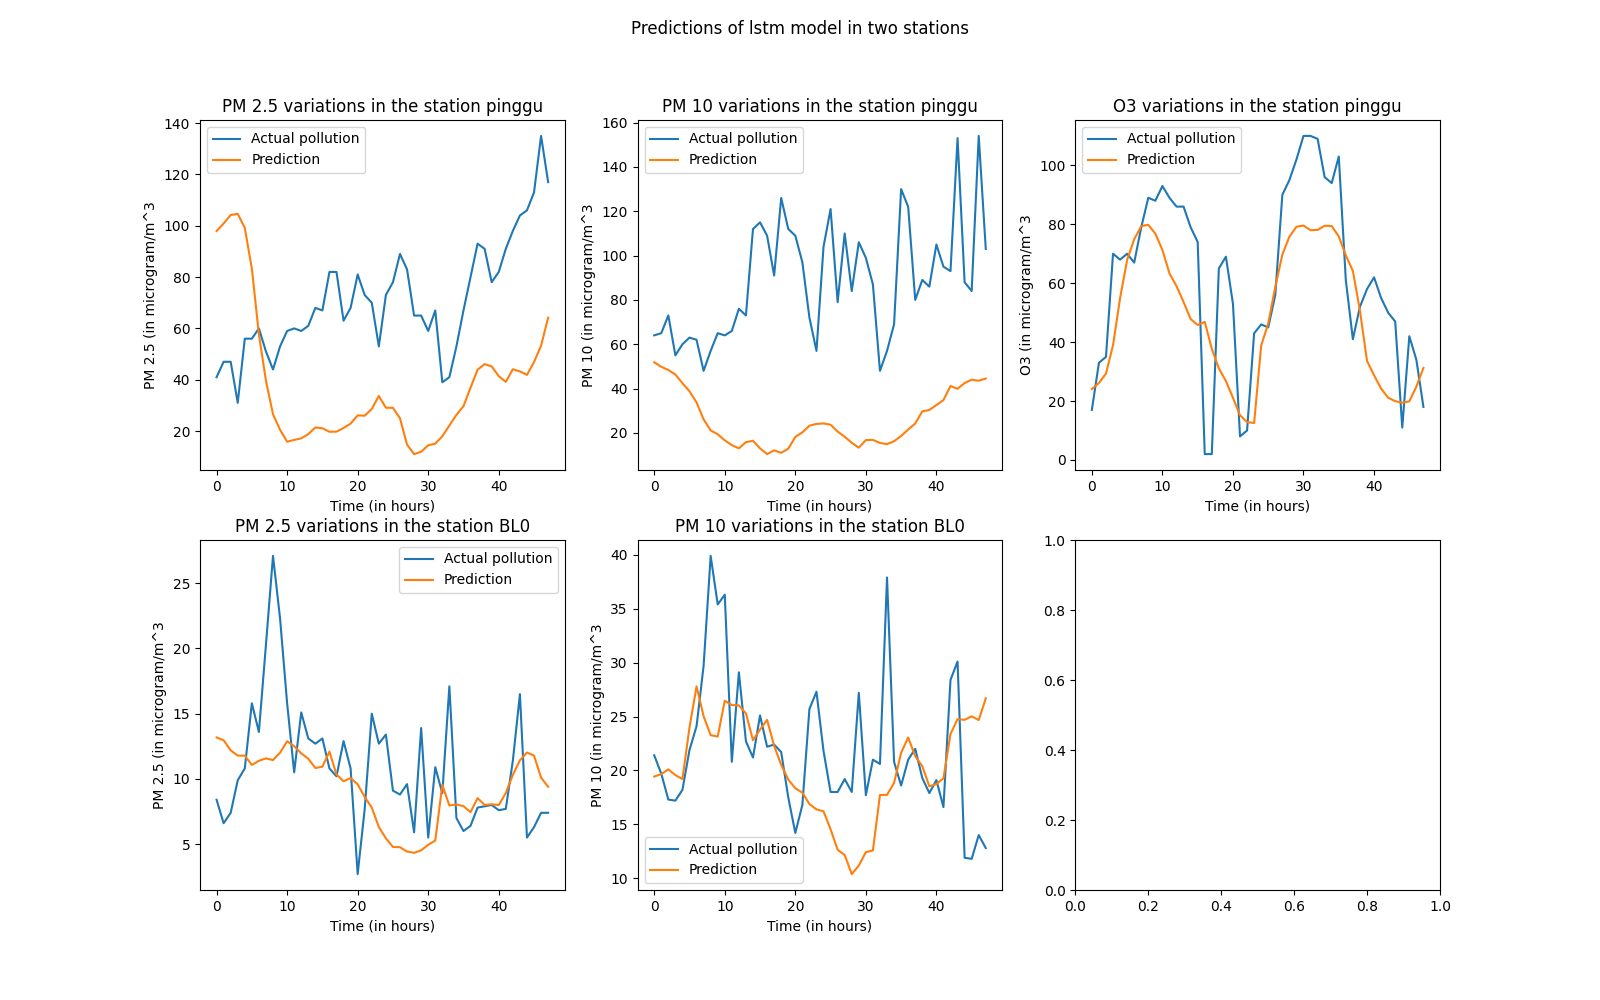 Predictions of lstm model in two stations
PM 2.5 variations in the station pinggu
PM 2.5 (in microgram/m^3
140
120
100
80
60
40
20
Actual pollution
Prediction
0 10 20 30 40
Time (in hours)
PM 10 variations in the station pinggu
PM 10 (in microgram/m^3
160
140
120
100
80
60
40
20
Actual pollution
Prediction
0 10 20 30 40
Time (in hours)
O3 variations in the station pinggu
O3 (in microgram/m^3
100
80
60
40
20
0
Actual pollution
Prediction
0 10 20 30 40
Time (in hours)
PM 2.5 variations in the station BL0
PM 2.5 (in microgram/m^3
25
20
15
10
5
Actual pollution
Prediction
0 10 20 30 40
Time (in hours)
PM 10 variations in the station BL0
PM 10 (in microgram/m^3
40
35
30
25
20
15
10
Actual pollution
Prediction
0 10 20 30 40
Time (in hours)
1.0
0.8
0.6
0.4
0.2
0.0
0.0 0.2 0.4 0.6 0.8 1.0